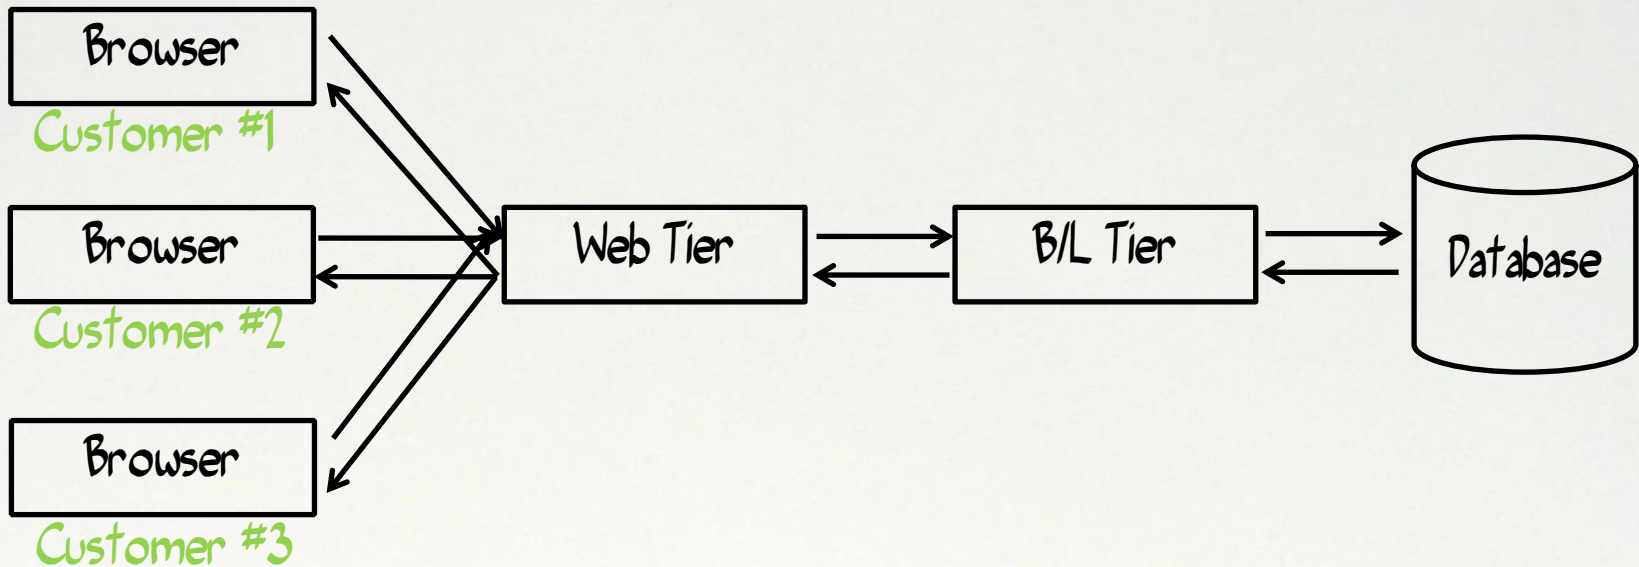 Browser
Customer #1
Browser
Customer #2
Browser
Customer #3
Web Tier
B/L Tier
Database